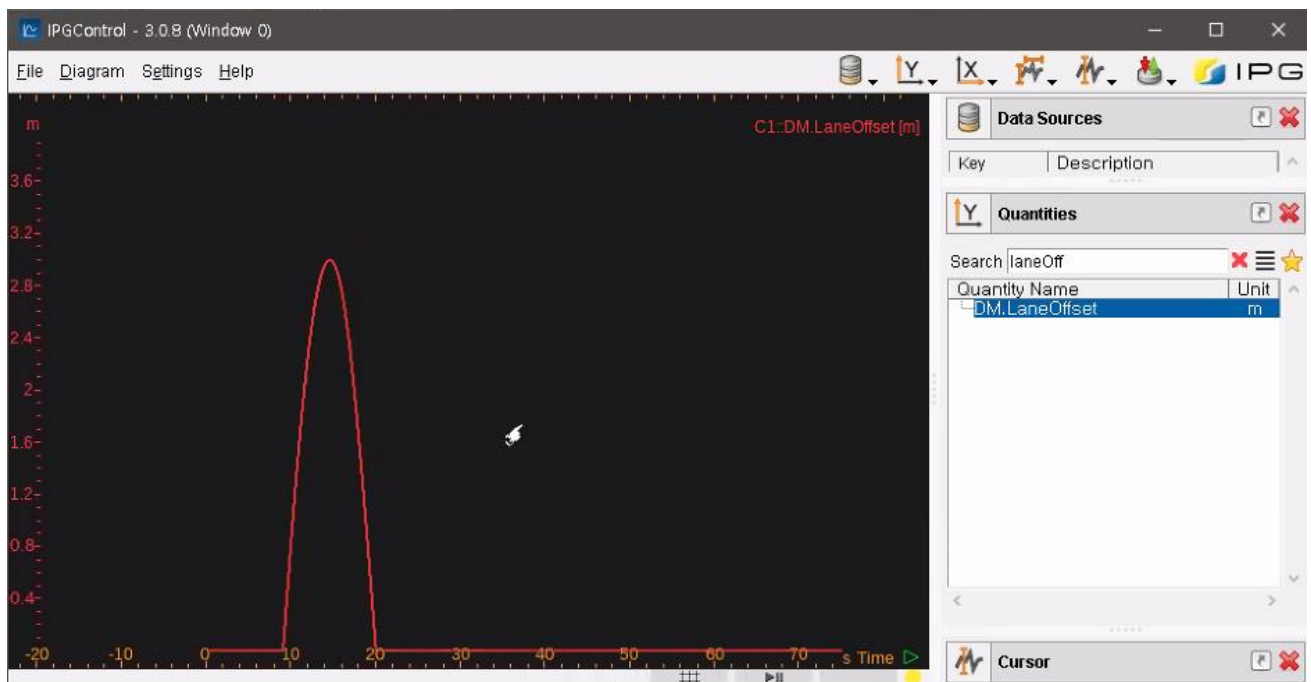 IPGControl - 3.0.8 (Window 0)
File Diagram Settings Help
IPG
m
C1::DM.LaneOffset [m]
3.6
3.2
2.8
2.4
2
1.6
1.2
0.8
0.4
-20 -10 0 10 20 30 40 50 60 70 s Time
Data Sources
Key Description
Quantities
Search laneOff
Quantity Name Unit
DM.LaneOffset m
Cursor